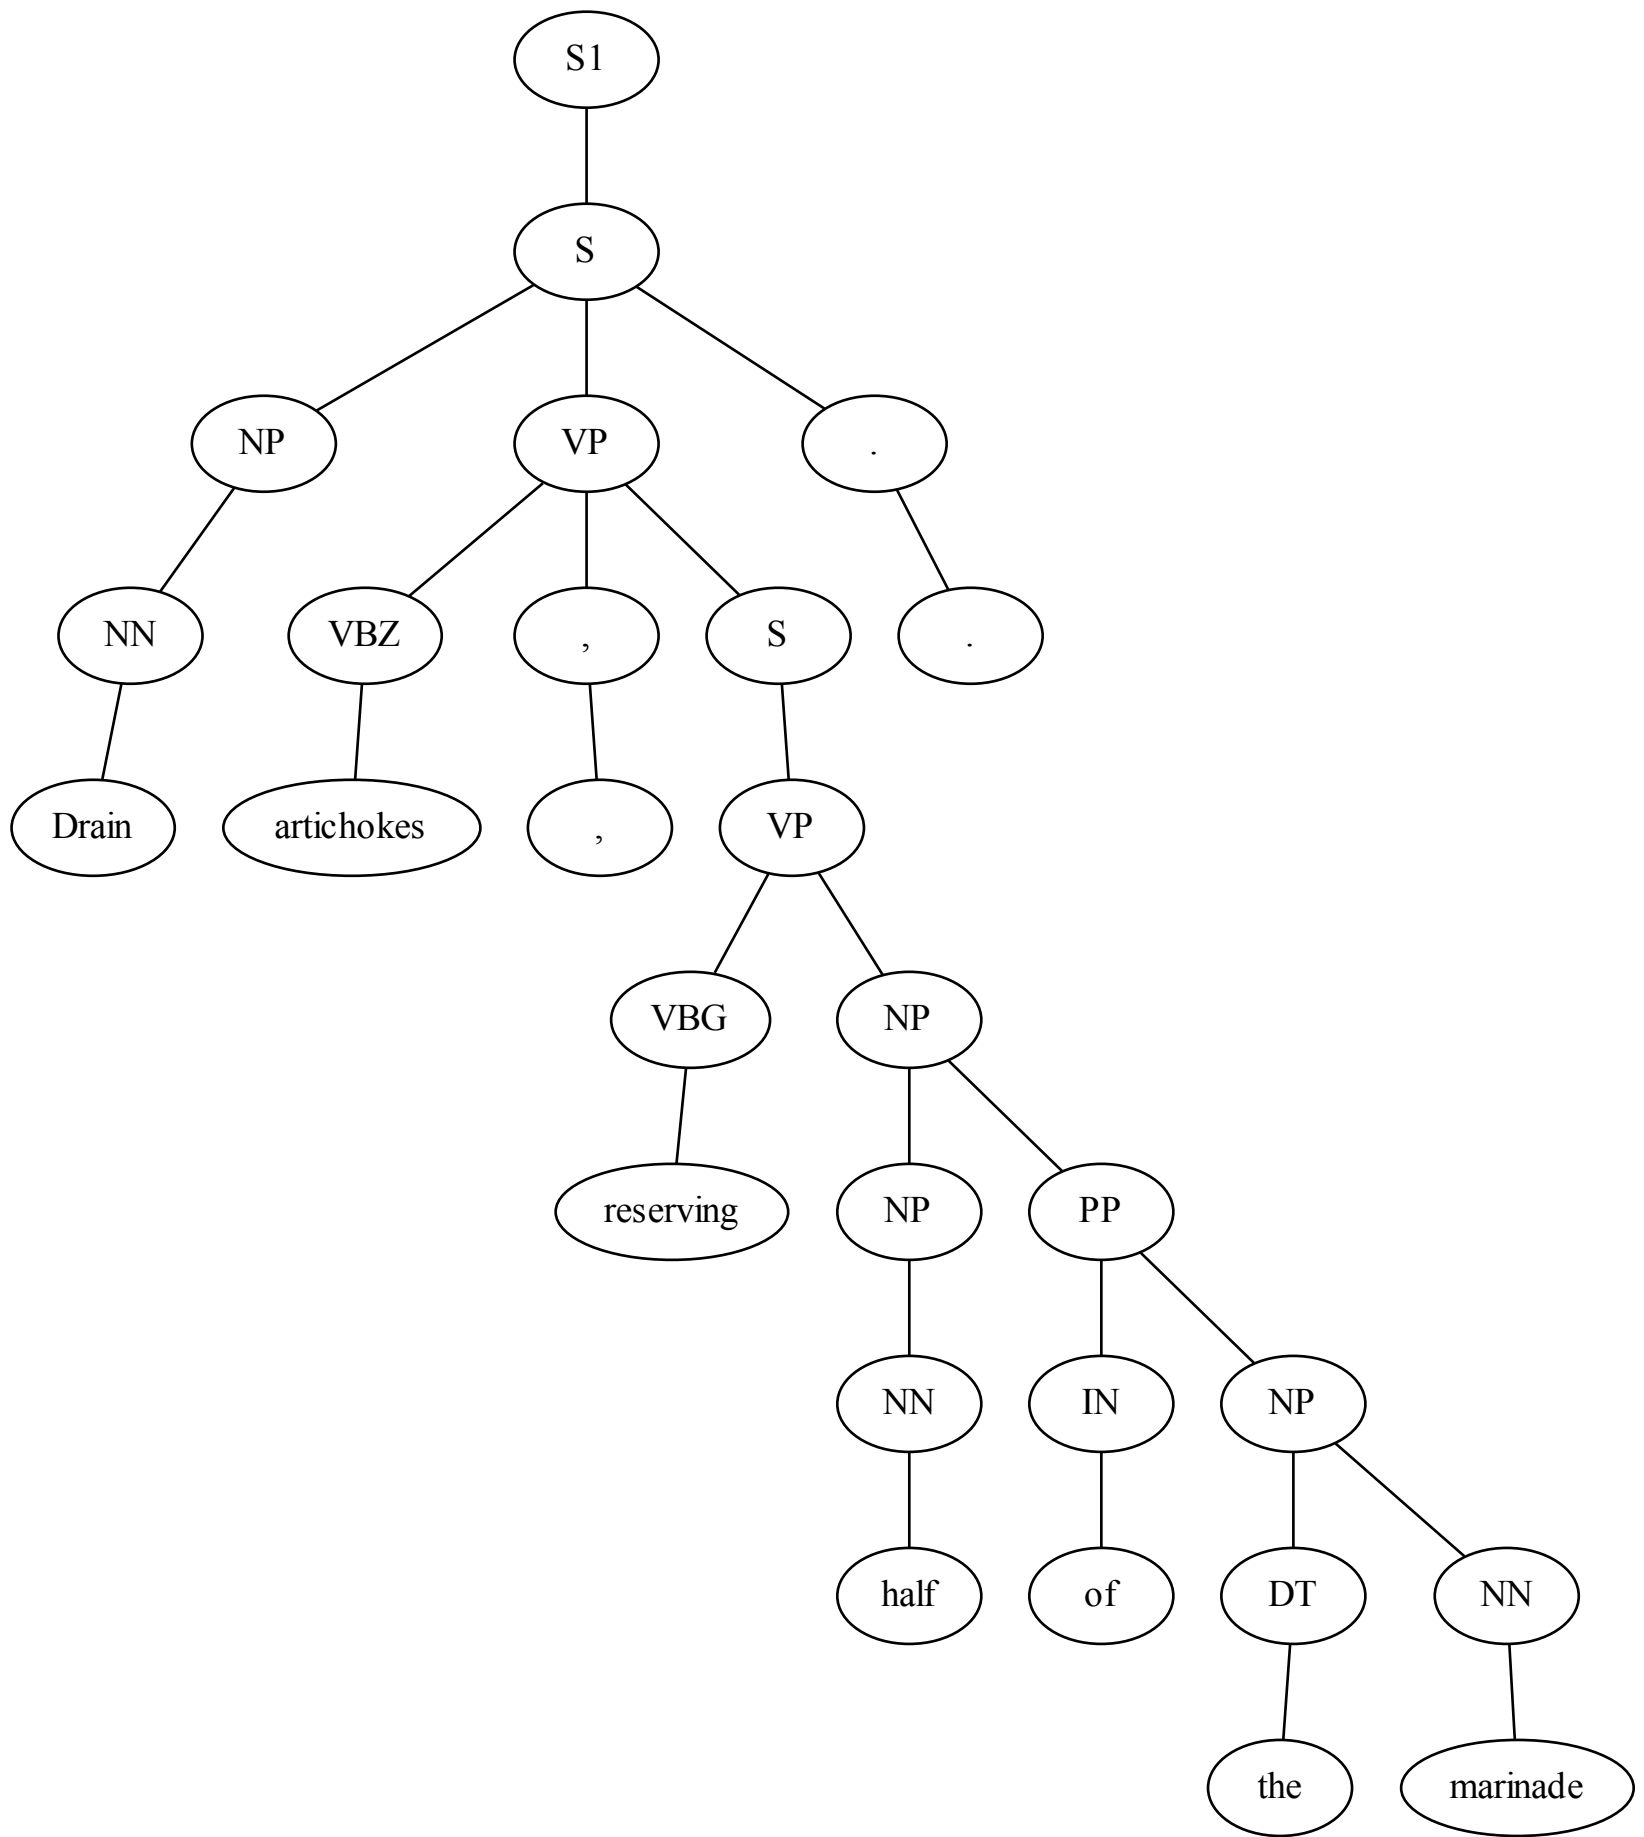 S1
S
NP VP .
NN VBZ , S .
Drain artichokes , VP
VBG NP
reserving NP PP
NN IN NP
half of DT NN
the marinade